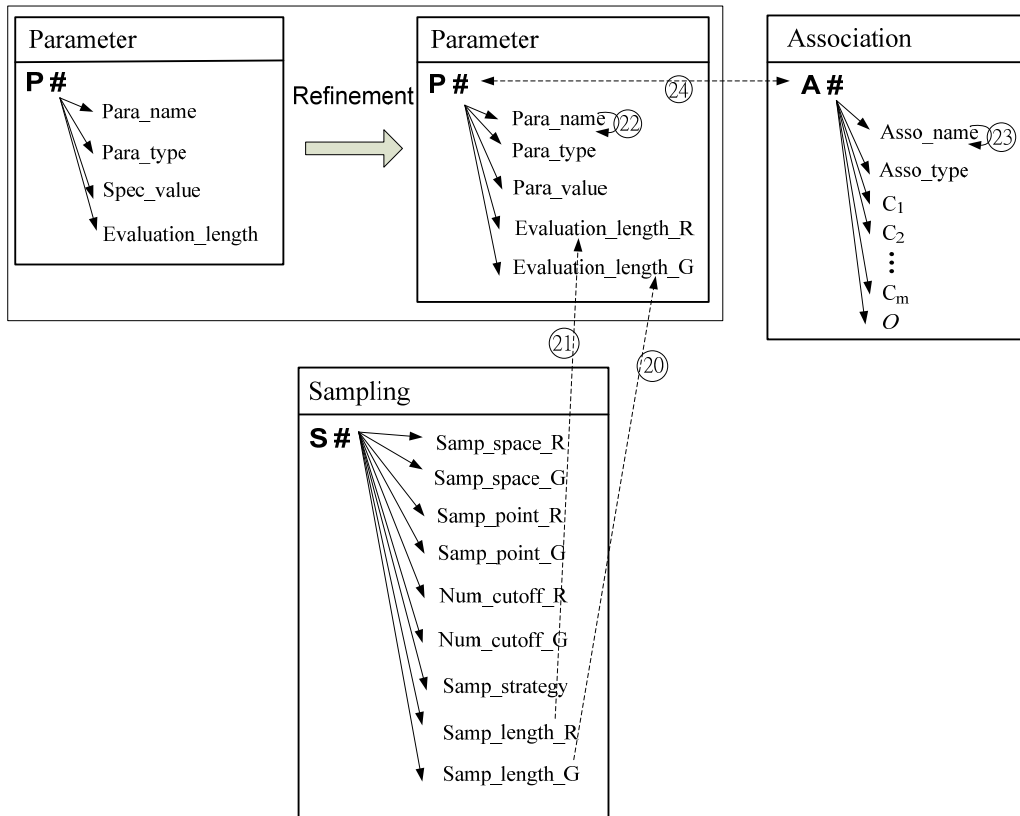 Parameter
P #
Para_name
Para_type
Spec_value
Evaluation_length
Refinement
Parameter
P #
Para_name
22
Para_type
Para_value
Evaluation_length_R
Evaluation_length_G
24
Association
A #
Asso_name
23
Asso_type
C1
C2
⋮
Cm
O
21
20
Sampling
S #
Samp_space_R
Samp_space_G
Samp_point_R
Samp_point_G
Num_cutoff_R
Num_cutoff_G
Samp_strategy
Samp_length_R
Samp_length_G